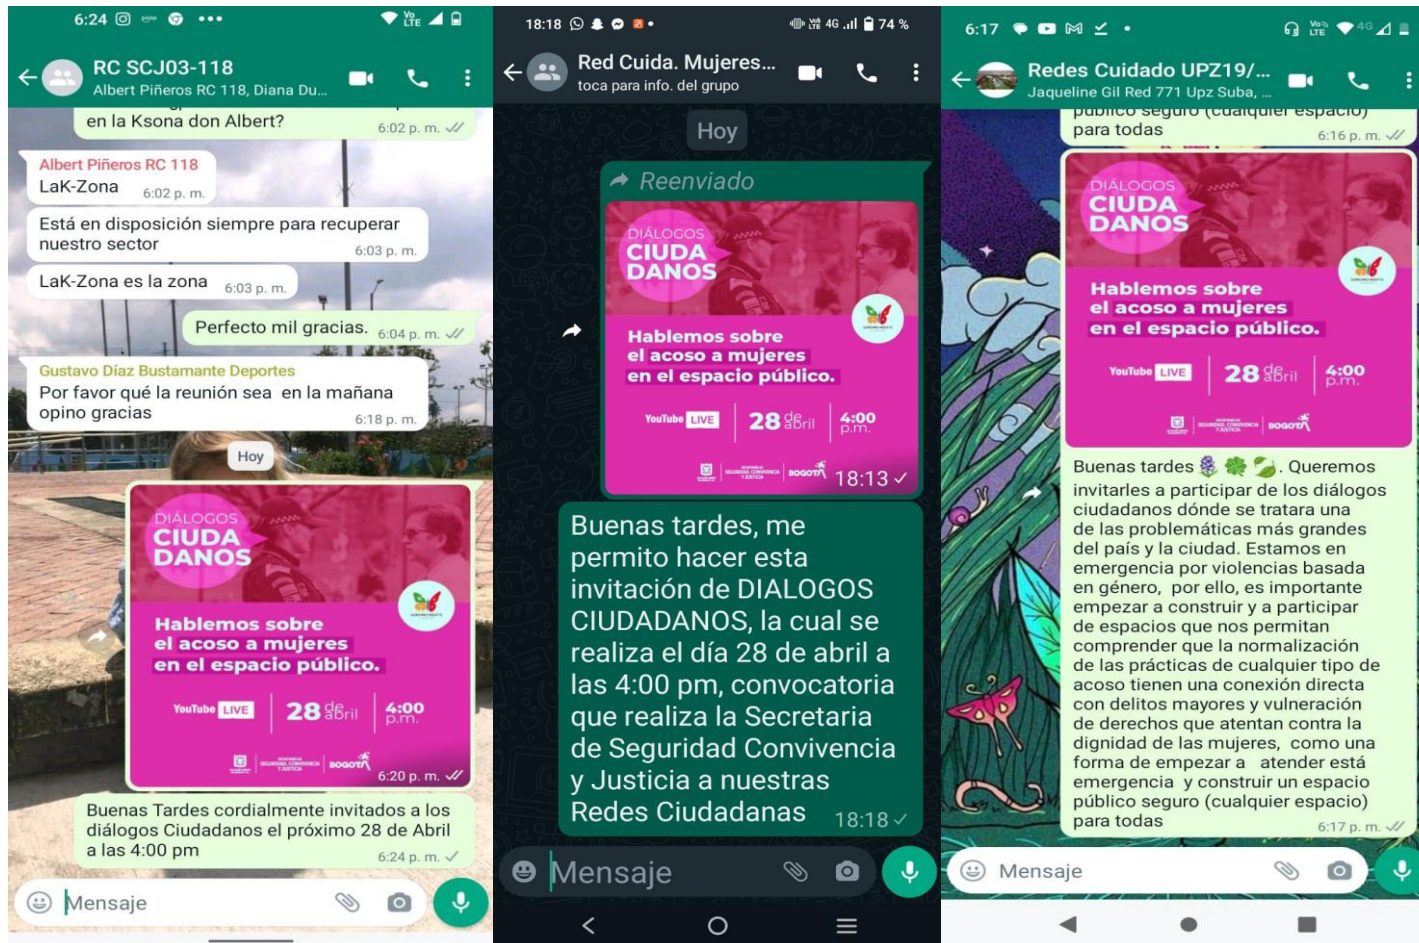 6:24
LTE
RC SCJ03-118
Albert Piñeros RC 118, Diana Du...
en la Ksona don Albert?
6:02 p. m.
Albert Piñeros RC 118
LaK-Zona
6:02 p. m.
Está en disposición siempre para recuperar
nuestro sector
6:03 p. m.
LaK-Zona es la zona
6:03 p. m.
Perfecto mil gracias.
6:04 p. m.
Gustavo Díaz Bustamante Deportes
Por favor qué la reunión sea en la mañana
opino gracias
6:18 p. m.
Hoy
DIÁLOGOS
CIUDA
DANOS
Hablemos sobre
el acoso a mujeres
en el espacio público.
YouTube LIVE
28 de abril
4:00 p.m.
BOGOTÁ
6:20 p. m.
Buenas Tardes cordialmente invitados a los
diálogos Ciudadanos el próximo 28 de Abril
a las 4:00 pm
6:24 p. m.
Mensaje
18:18
4G
74 %
Red Cuida. Mujeres...
toca para info. del grupo
Hoy
Reenviado
DIÁLOGOS
CIUDA
DANOS
Hablemos sobre
el acoso a mujeres
en el espacio público.
YouTube LIVE
28 de abril
4:00 p.m.
BOGOTÁ
18:13
Buenas tardes, me
permito hacer esta
invitación de DIALOGOS
CIUDADANOS, la cual se
realiza el día 28 de abril a
las 4:00 pm, convocatoria
que realiza la Secretaria
de Seguridad Convivencia
y Justicia a nuestras
Redes Ciudadanas
18:18
Mensaje
6:17
LTE
4G
Redes Cuidado UPZ19/...
Jaqueline Gil Red 771 Upz Suba, ...
público seguro (cualquier espacio)
para todas
6:16 p. m.
DIÁLOGOS
CIUDA
DANOS
Hablemos sobre
el acoso a mujeres
en el espacio público.
YouTube LIVE
28 de abril
4:00 p.m.
BOGOTÁ
Buenas tardes 🪻 🍀 🍃. Queremos
invitarles a participar de los diálogos
ciudadanos dónde se tratara una
de las problemáticas más grandes
del país y la ciudad. Estamos en
emergencia por violencias basada
en género, por ello, es importante
empezar a construir y a participar
de espacios que nos permitan
comprender que la normalización
de las prácticas de cualquier tipo de
acoso tienen una conexión directa
con delitos mayores y vulneración
de derechos que atentan contra la
dignidad de las mujeres, como una
forma de empezar a atender está
emergencia y construir un espacio
público seguro (cualquier espacio)
para todas
6:17 p. m.
Mensaje